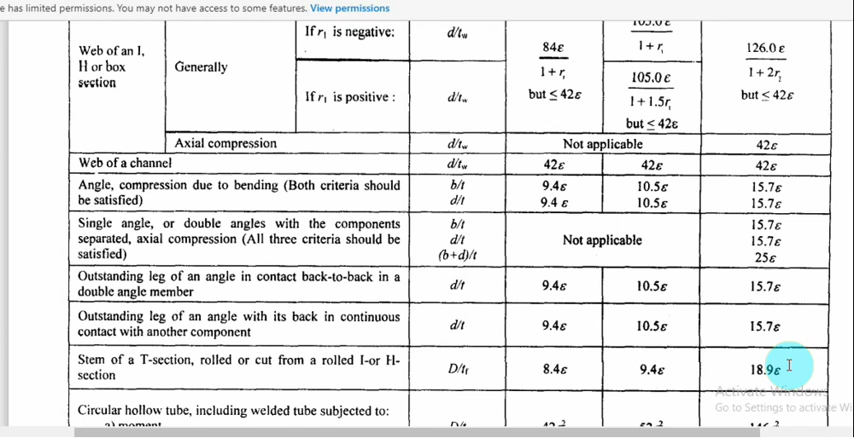 e has limited permissions. You may not have access to some features. View permissions
Web of an I,
H or box
section
Generally
If r₁ is negative:
d/tw
If r₁ is positive :
d/tw
84ε
1 + r₁
but ≤ 42ε
105.0 ε
1 + r₁
105.0 ε
1 + 1.5r₁
but ≤ 42ε
126.0 ε
1 + 2r₂
but ≤ 42ε
Axial compression d/tw Not applicable 42ε
Web of a channel d/tw 42ε 42ε 42ε
Angle, compression due to bending (Both criteria should
be satisfied)
b/t 9.4ε 10.5ε 15.7ε
d/t 9.4 ε 10.5ε 15.7ε
Single angle, or double angles with the components
separated, axial compression (All three criteria should be
satisfied)
b/t
d/t
(b+d)/t
Not applicable
15.7ε
15.7ε
25ε
Outstanding leg of an angle in contact back-to-back in a
double angle member
d/t 9.4ε 10.5ε 15.7ε
Outstanding leg of an angle with its back in continuous
contact with another component
d/t 9.4ε 10.5ε 15.7ε
Stem of a T-section, rolled or cut from a rolled I-or H-
section
D/tf 8.4ε 9.4ε 18.9ε
Activate Windows
Go to Settings to activate Wi
Circular hollow tube, including welded tube subjected to:
a) moment